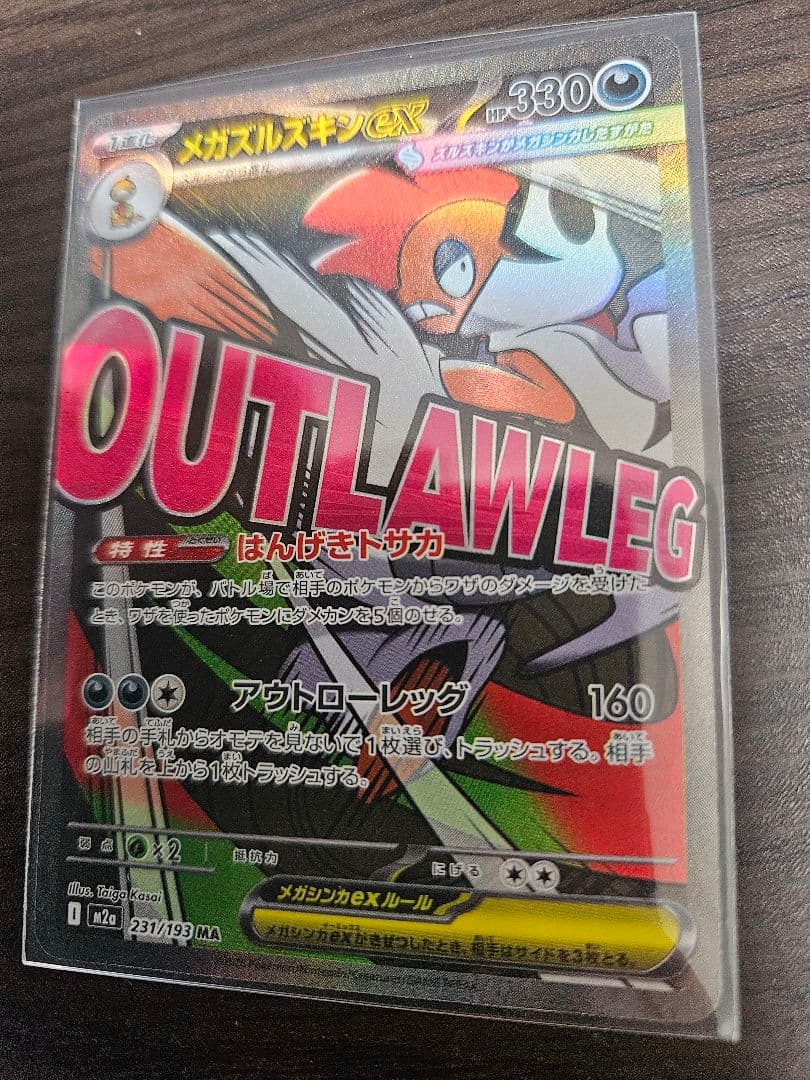 1進化
メガズルズキンex
HP330
ズルズキンがメガシンカしたすがた
OUTLAWLEG
特性 とくせい はんげきトサカ
このポケモンが、バトル場で相手のポケモンからワザのダメージを受けた
とき、ワザを使ったポケモンにダメカンを5個のせる。
アウトローレッグ 160
相手の手札からオモテを見ないで1枚選び、トラッシュする。相手
の山札を上から1枚トラッシュする。
弱点 ×2 抵抗力 にげる
Illus. Taiga Kasai
I m2a 231/193 MA
メガシンカexルール
メガシンカexがきぜつしたとき、相手はサイドを3枚とる。